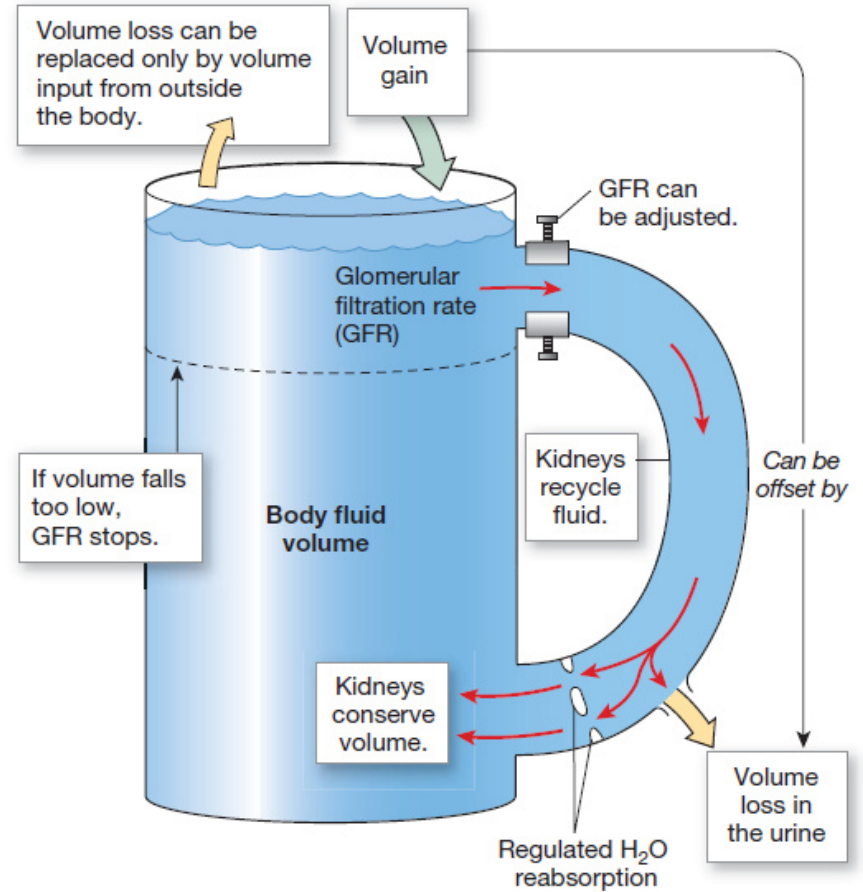 Volume loss can be
replaced only by volume
input from outside
the body.
Volume
gain
GFR can
be adjusted.
Glomerular
filtration rate
(GFR)
If volume falls
too low,
GFR stops.
Body fluid
volume
Kidneys
recycle
fluid.
Can be
offset by
Kidneys
conserve
volume.
Volume
loss in
the urine
Regulated H₂O
reabsorption